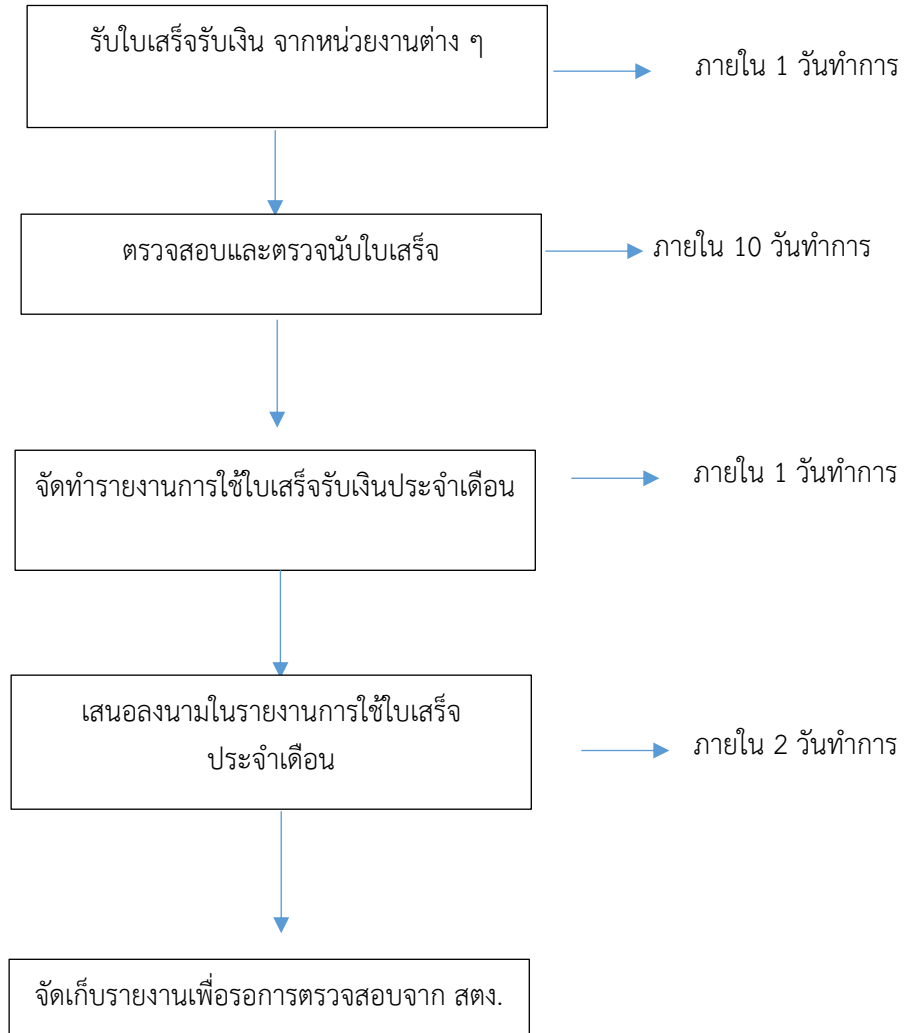 รับใบเสร็จรับเงิน จากหน่วยงานต่าง ๆ
ภายใน 1 วันทำการ
ตรวจสอบและตรวจนับใบเสร็จ
ภายใน 10 วันทำการ
จัดทำรายงานการใช้ใบเสร็จรับเงินประจำเดือน
ภายใน 1 วันทำการ
เสนอลงนามในรายงานการใช้ใบเสร็จ
ประจำเดือน
ภายใน 2 วันทำการ
จัดเก็บรายงานเพื่อรอการตรวจสอบจาก สตง.